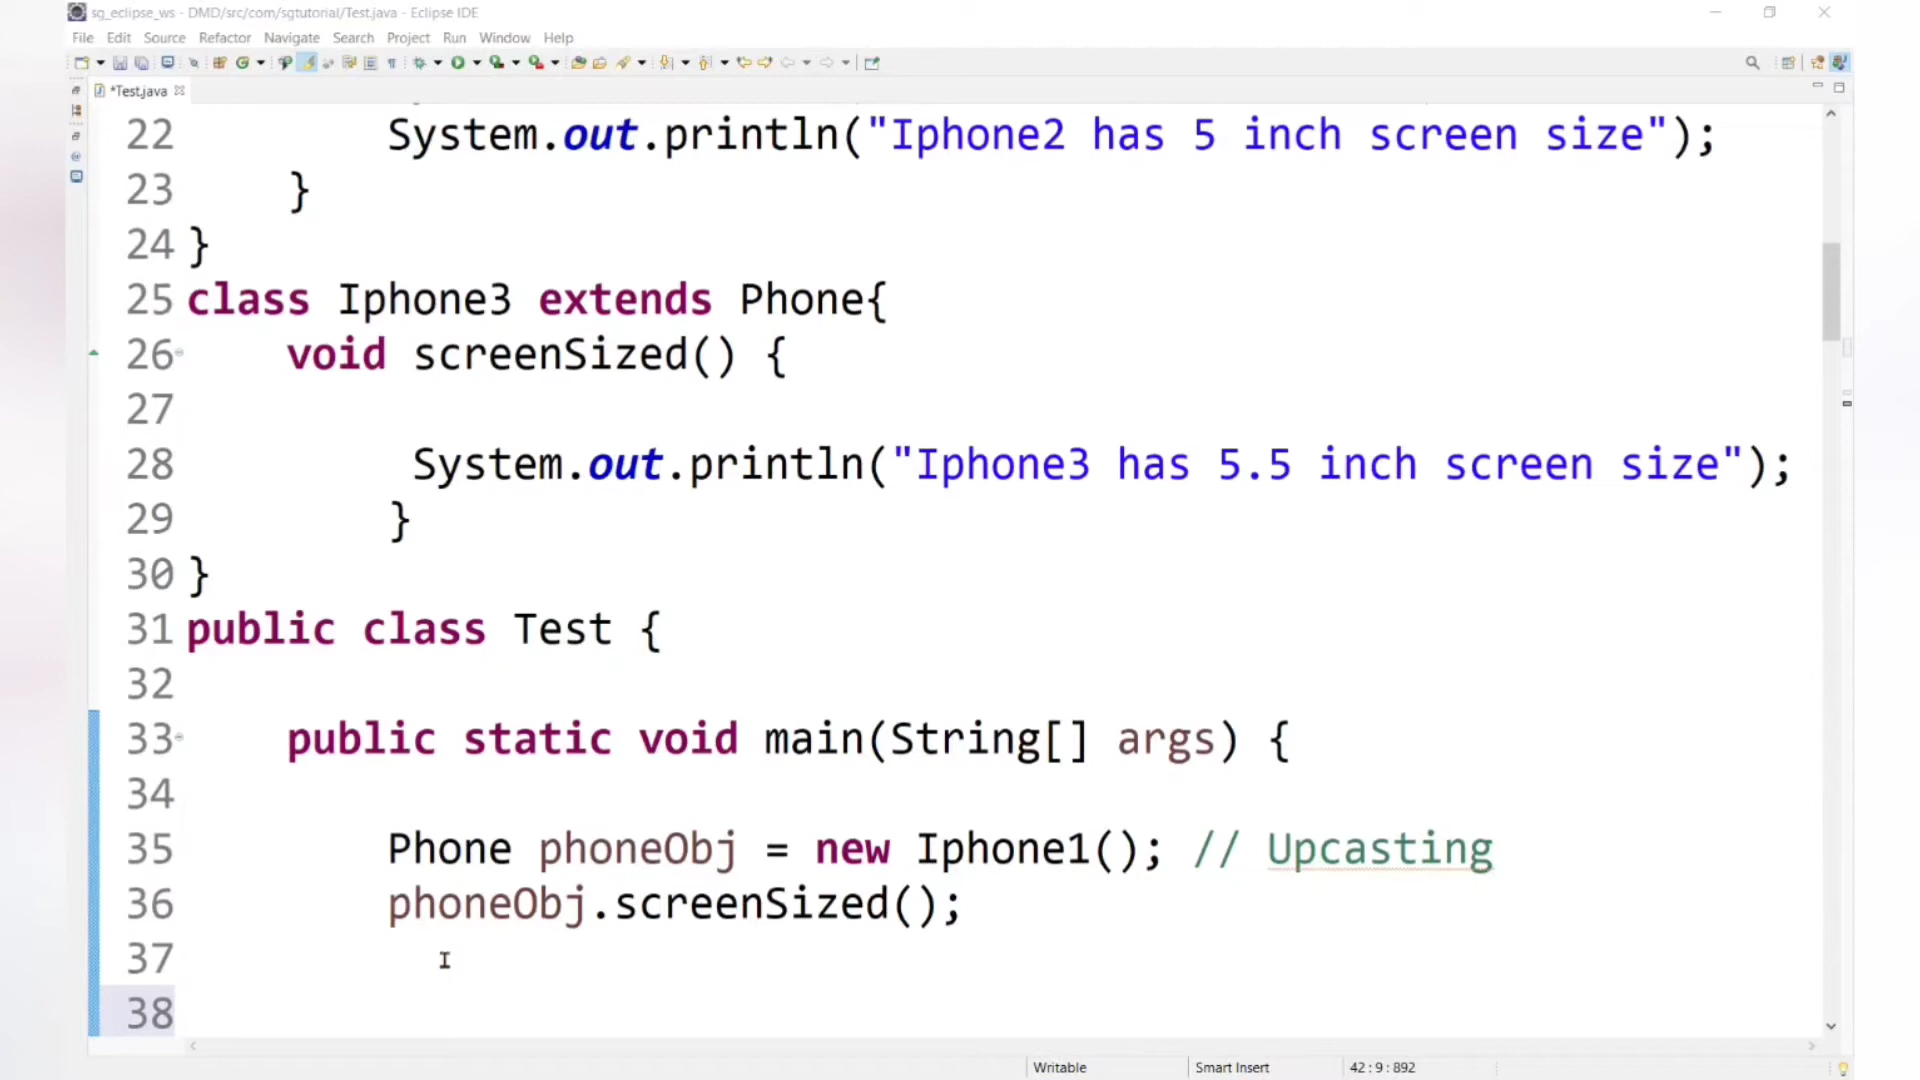 sg_eclipse_ws - DMD/src/com/sgtutorial/Test.java - Eclipse IDE
File Edit Source Refactor Navigate Search Project Run Window Help
*Test.java
22 System.out.println("Iphone2 has 5 inch screen size");
23 }
24 }
25 class Iphone3 extends Phone{
26 void screenSized() {
27
28 System.out.println("Iphone3 has 5.5 inch screen size");
29 }
30 }
31 public class Test {
32
33 public static void main(String[] args) {
34
35 Phone phoneObj = new Iphone1(); // Upcasting
36 phoneObj.screenSized();
37
38
Writable Smart Insert 42 : 9 : 892